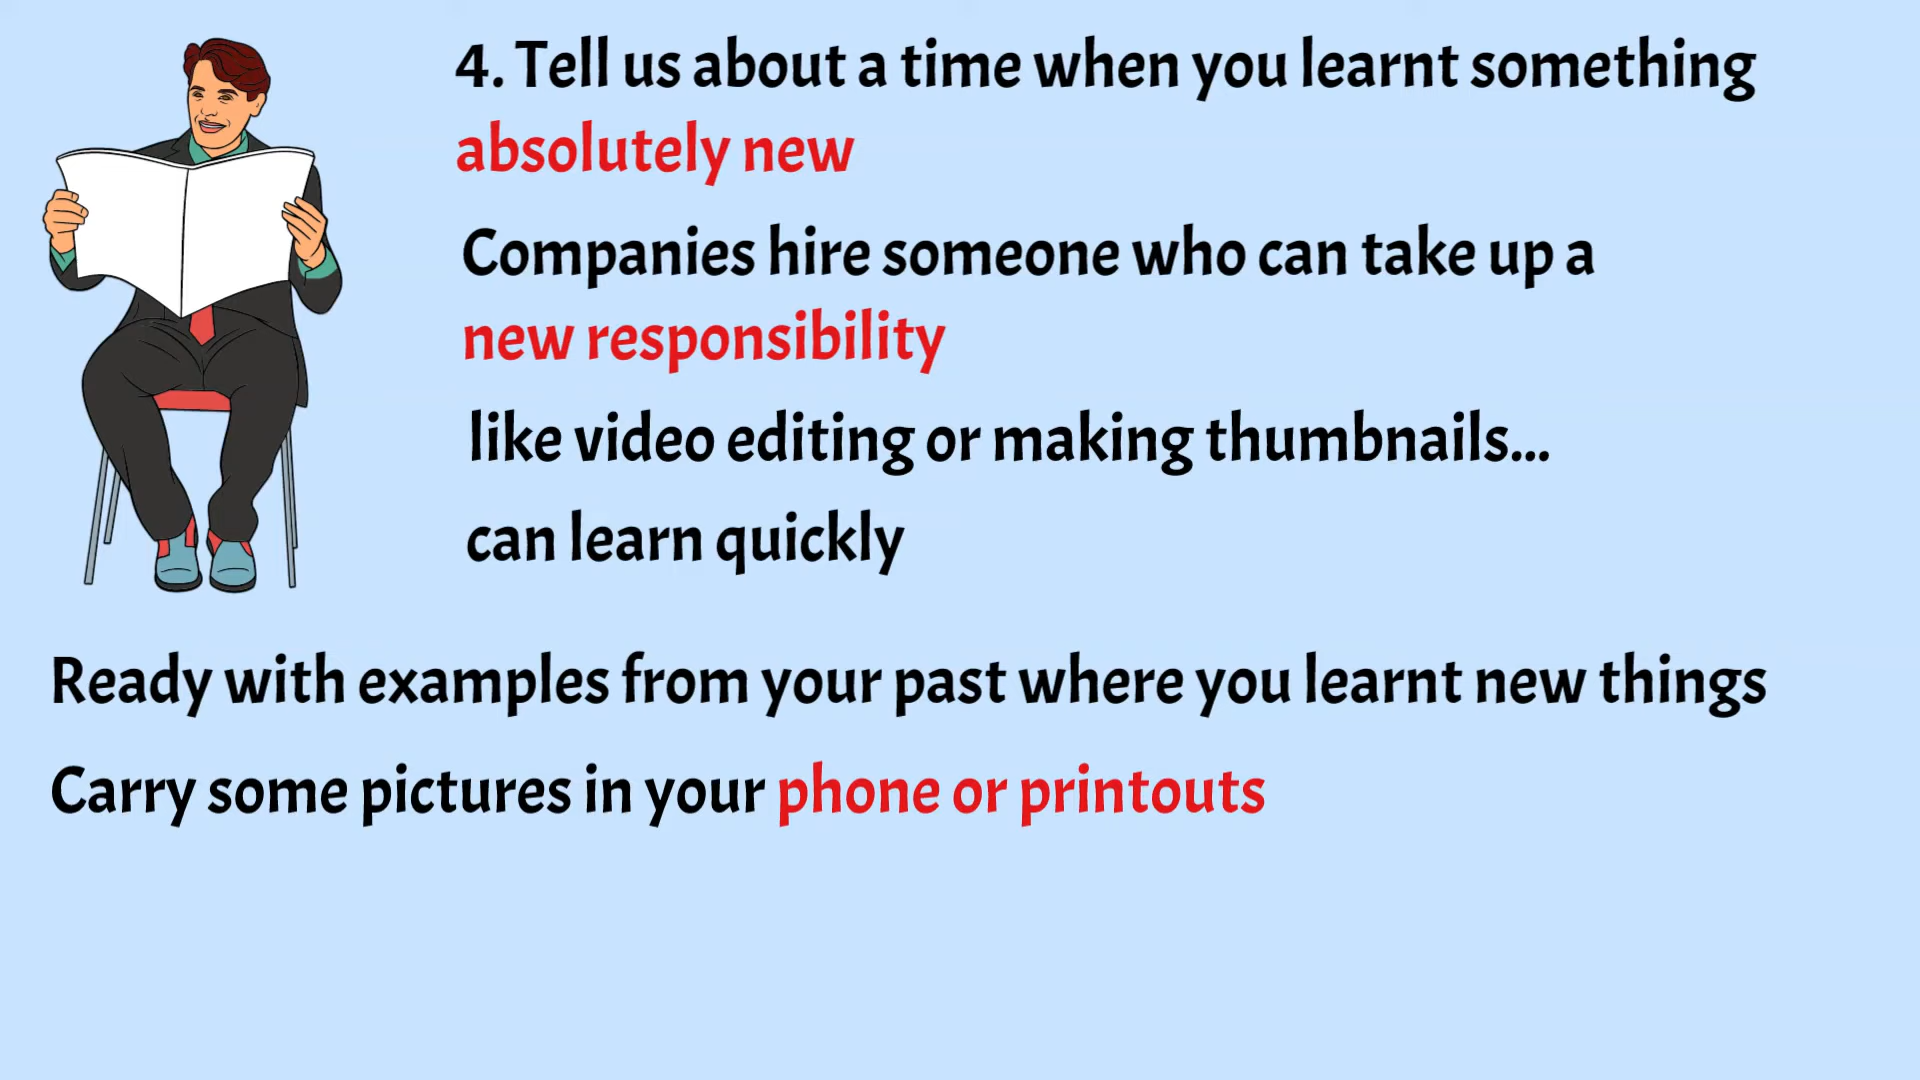 4. Tell us about a time when you learnt something
absolutely new
Companies hire someone who can take up a
new responsibility
like video editing or making thumbnails...
can learn quickly
Ready with examples from your past where you learnt new things
Carry some pictures in your phone or printouts